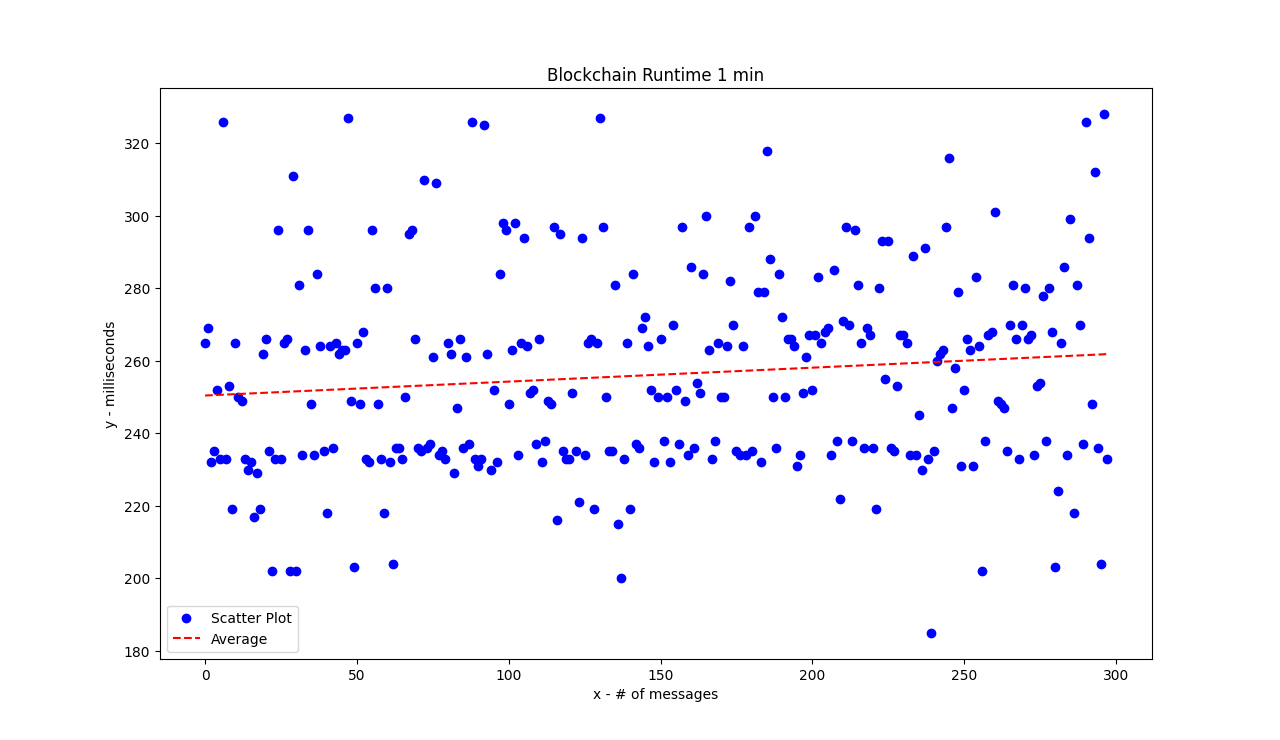 Blockchain Runtime 1 min
y - milliseconds
320
300
280
260
240
220
200
180
Scatter Plot
Average
0 50 100 150 200 250 300
x - # of messages